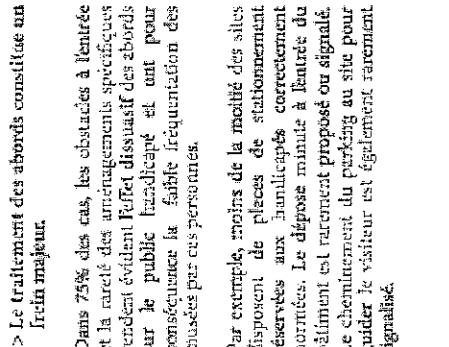 > Le traitement des abords constitue un
frein majeur.
Dans 75% des cas, les obstacles à l'entrée
et la rareté des aménagements spécifiques
rendent évident l'effet dissuasif des abords
sur le public handicapé et ont pour
conséquence la faible fréquentation des
musées par ces personnes.
Par exemple, moins de la moitié des sites
disposent de places de stationnement
réservées aux handicapés correctement
normées. Le dépose minute à l'entrée du
bâtiment est rarement proposé ou signalé.
Le cheminement du parking au site pour
guider le visiteur est également rarement
signalisé.